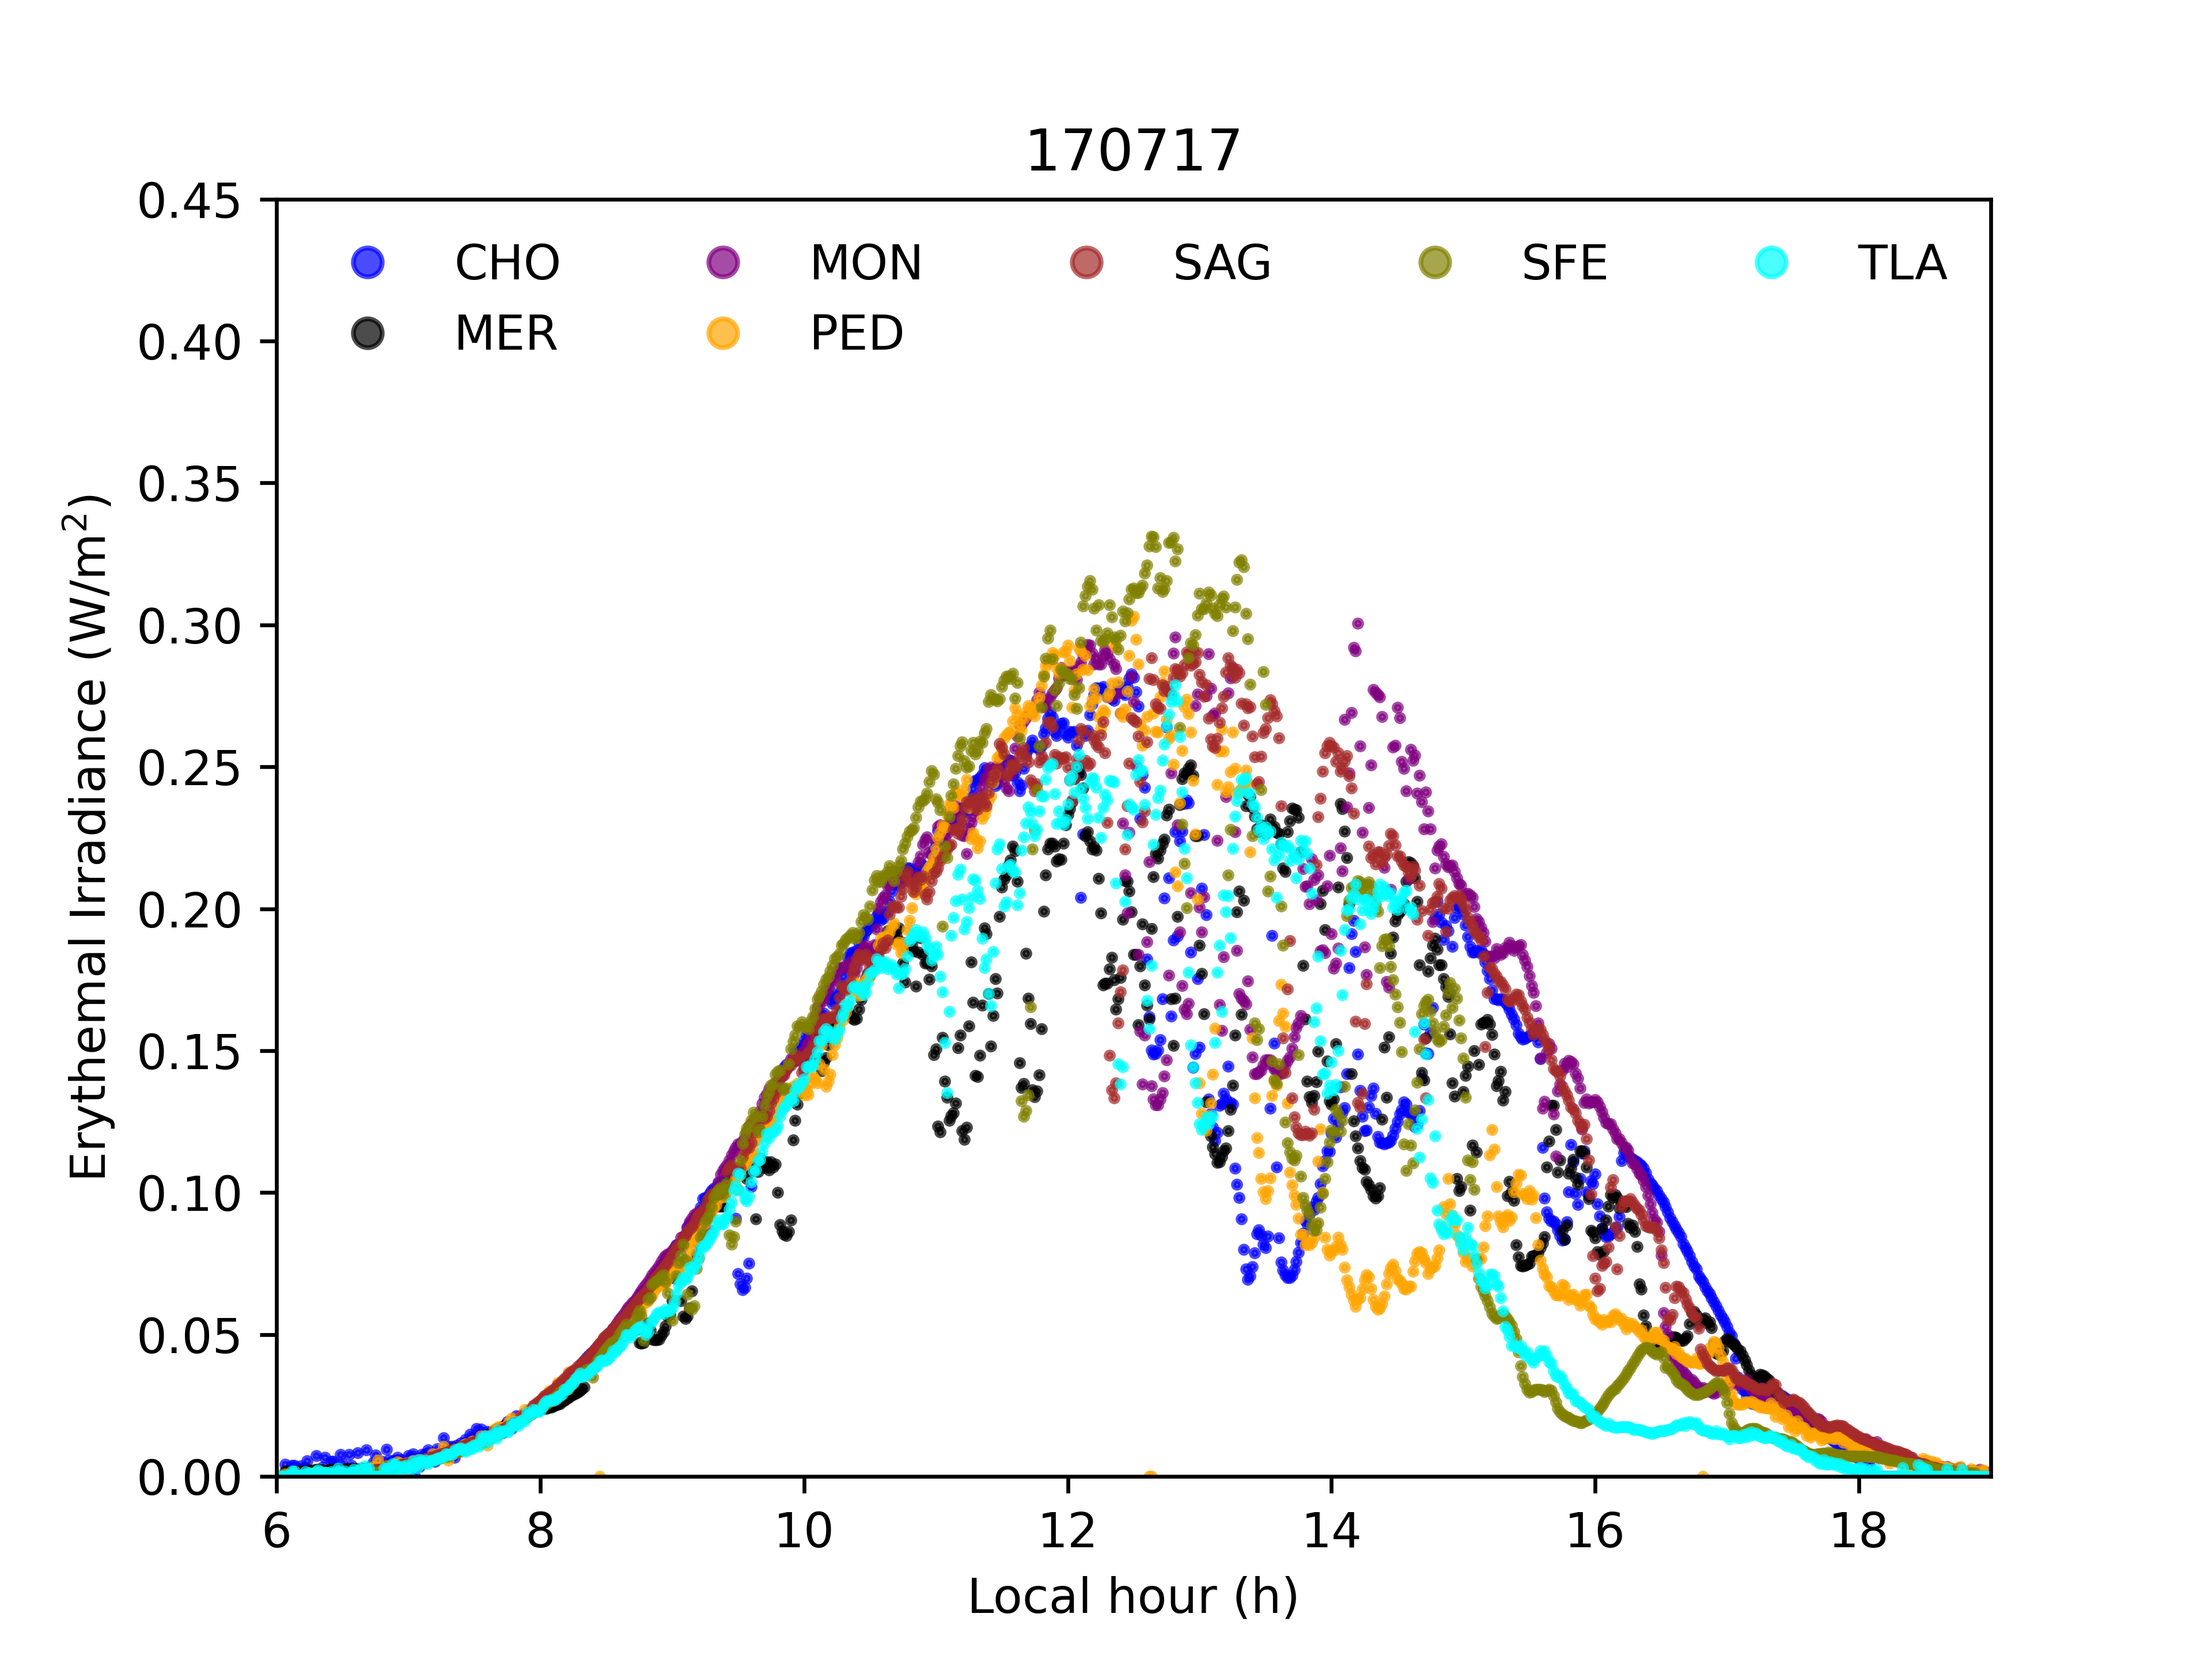 170717
0.45
CHO MON SAG SFE TLA
0.40
MER PED
0.35
0.30
0.25
0.20
0.15
0.10
0.05
0.00
Erythemal Irradiance (W/m²)
6 8 10 12 14 16 18
Local hour (h)